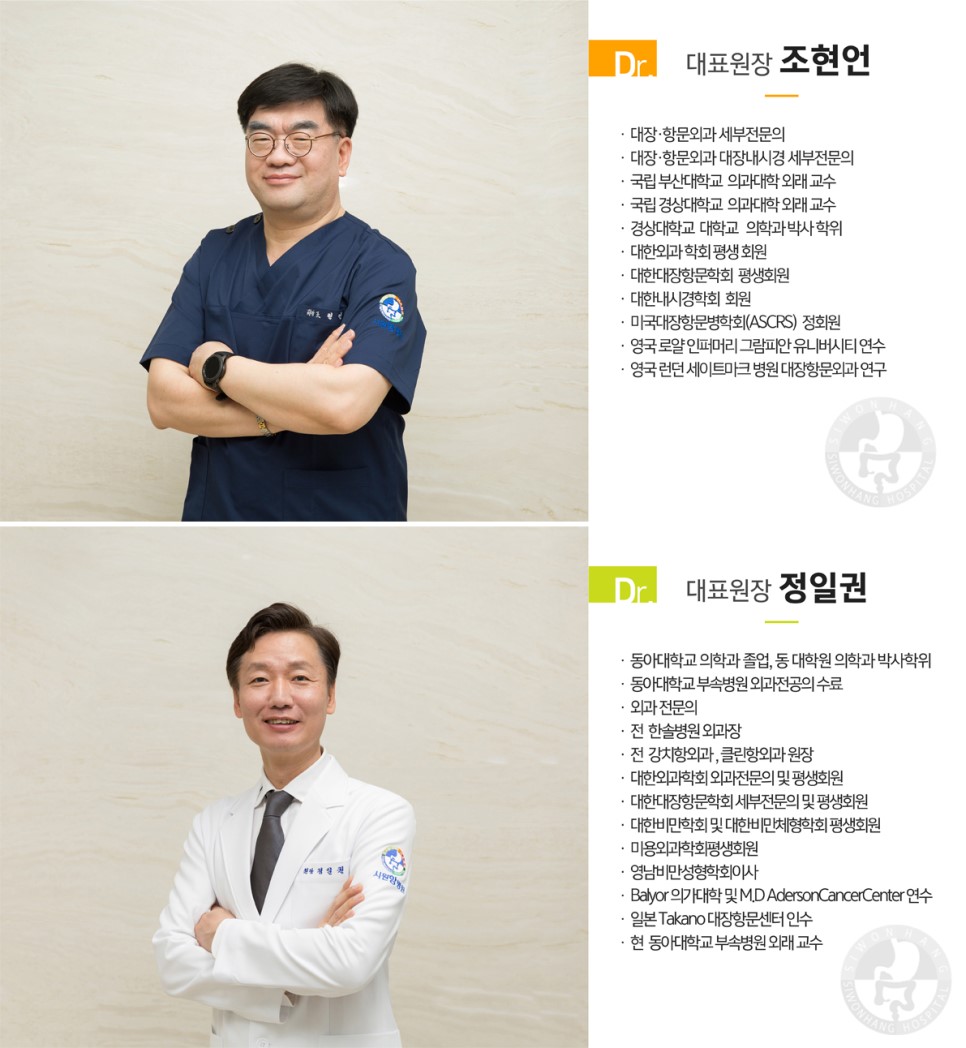 Dr.
대표원장 조현언
· 대장·항문외과 세부전문의
· 대장·항문외과 대장내시경 세부전문의
· 국립 부산대학교 의과대학 외래 교수
· 국립 경상대학교 의과대학 외래 교수
· 경상대학교 대학교 의학과 박사 학위
· 대한외과 학회 평생 회원
· 대한대장항문학회 평생회원
· 대한내시경학회 회원
· 미국대장항문병학회(ASCRS) 정회원
· 영국 로얄 인퍼머리 그람피안 유니버시티 연수
· 영국 런던 세이트마크 병원 대장항문외과 연구
SIWONHANG
SIWONHANG HOSPITAL
Dr.
대표원장 정일권
· 동아대학교 의학과 졸업, 동 대학원 의학과 박사학위
· 동아대학교 부속병원 외과전공의 수료
· 외과 전문의
· 전 한솔병원 외과장
· 전 강치항외과 , 클린항외과 원장
· 대한외과학회 외과전문의 및 평생회원
· 대한대장항문학회 세부전문의 및 평생회원
· 대한비만학회 및 대한비만체형학회 평생회원
· 미용외과학회평생회원
· 영남비만성형학회이사
· Balyor 의가대학 및 M.D AdersonCancerCenter 연수
· 일본 Takano 대장항문센터 인수
· 현 동아대학교 부속병원 외래 교수
정일권
시원항병원
SIWONHANG
SIWONHANG HOSPITAL